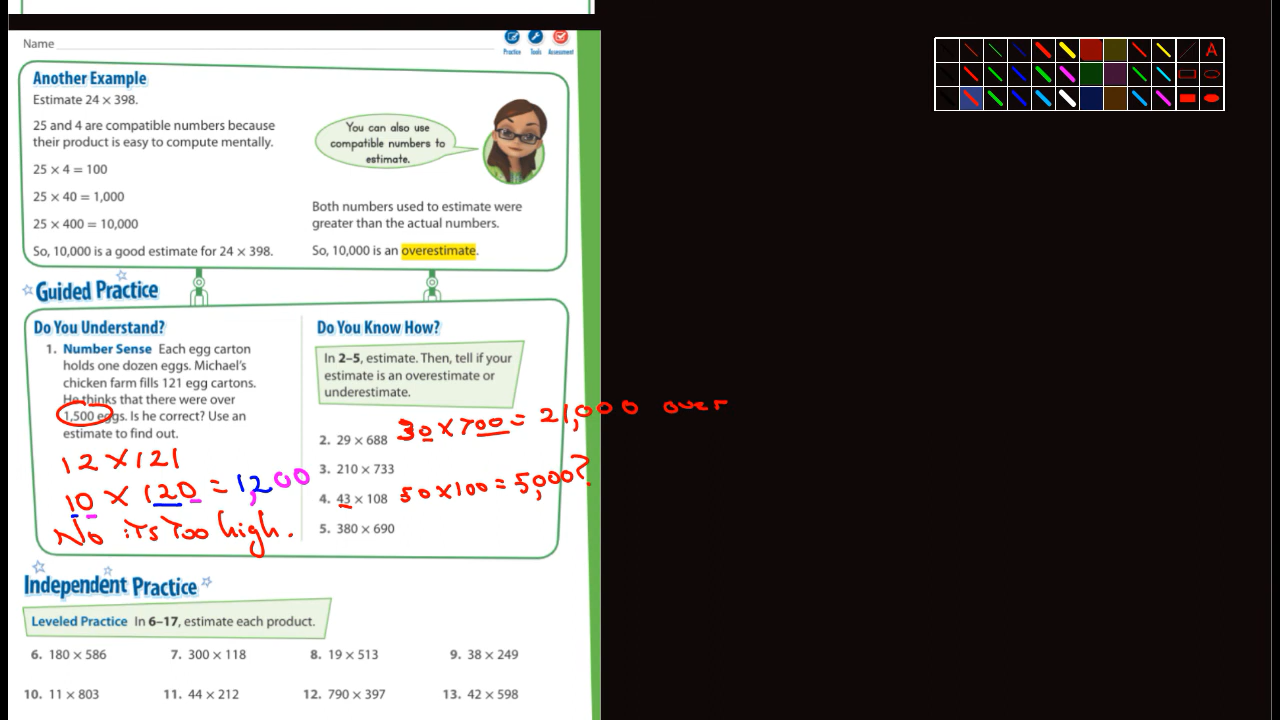 Name
Practice Tools Assessment
Another Example
Estimate 24 × 398.
25 and 4 are compatible numbers because
their product is easy to compute mentally.
25 × 4 = 100
25 × 40 = 1,000
25 × 400 = 10,000
So, 10,000 is a good estimate for 24 × 398.
You can also use
compatible numbers to
estimate.
Both numbers used to estimate were
greater than the actual numbers.
So, 10,000 is an overestimate.
Guided Practice
Do You Understand?
1. Number Sense Each egg carton
holds one dozen eggs. Michael's
chicken farm fills 121 egg cartons.
He thinks that there were over
1,500 eggs. Is he correct? Use an
estimate to find out.
12 × 121
10 × 120 = 1,200
No its Too high.
Do You Know How?
In 2–5, estimate. Then, tell if your
estimate is an overestimate or
underestimate.
2. 29 × 688 30 × 700 = 21,000 over
3. 210 × 733
4. 43 × 108 50 × 100 = 5,000?
5. 380 × 690
Independent Practice
Leveled Practice In 6–17, estimate each product.
6. 180 × 586 7. 300 × 118 8. 19 × 513 9. 38 × 249
10. 11 × 803 11. 44 × 212 12. 790 × 397 13. 42 × 598
A